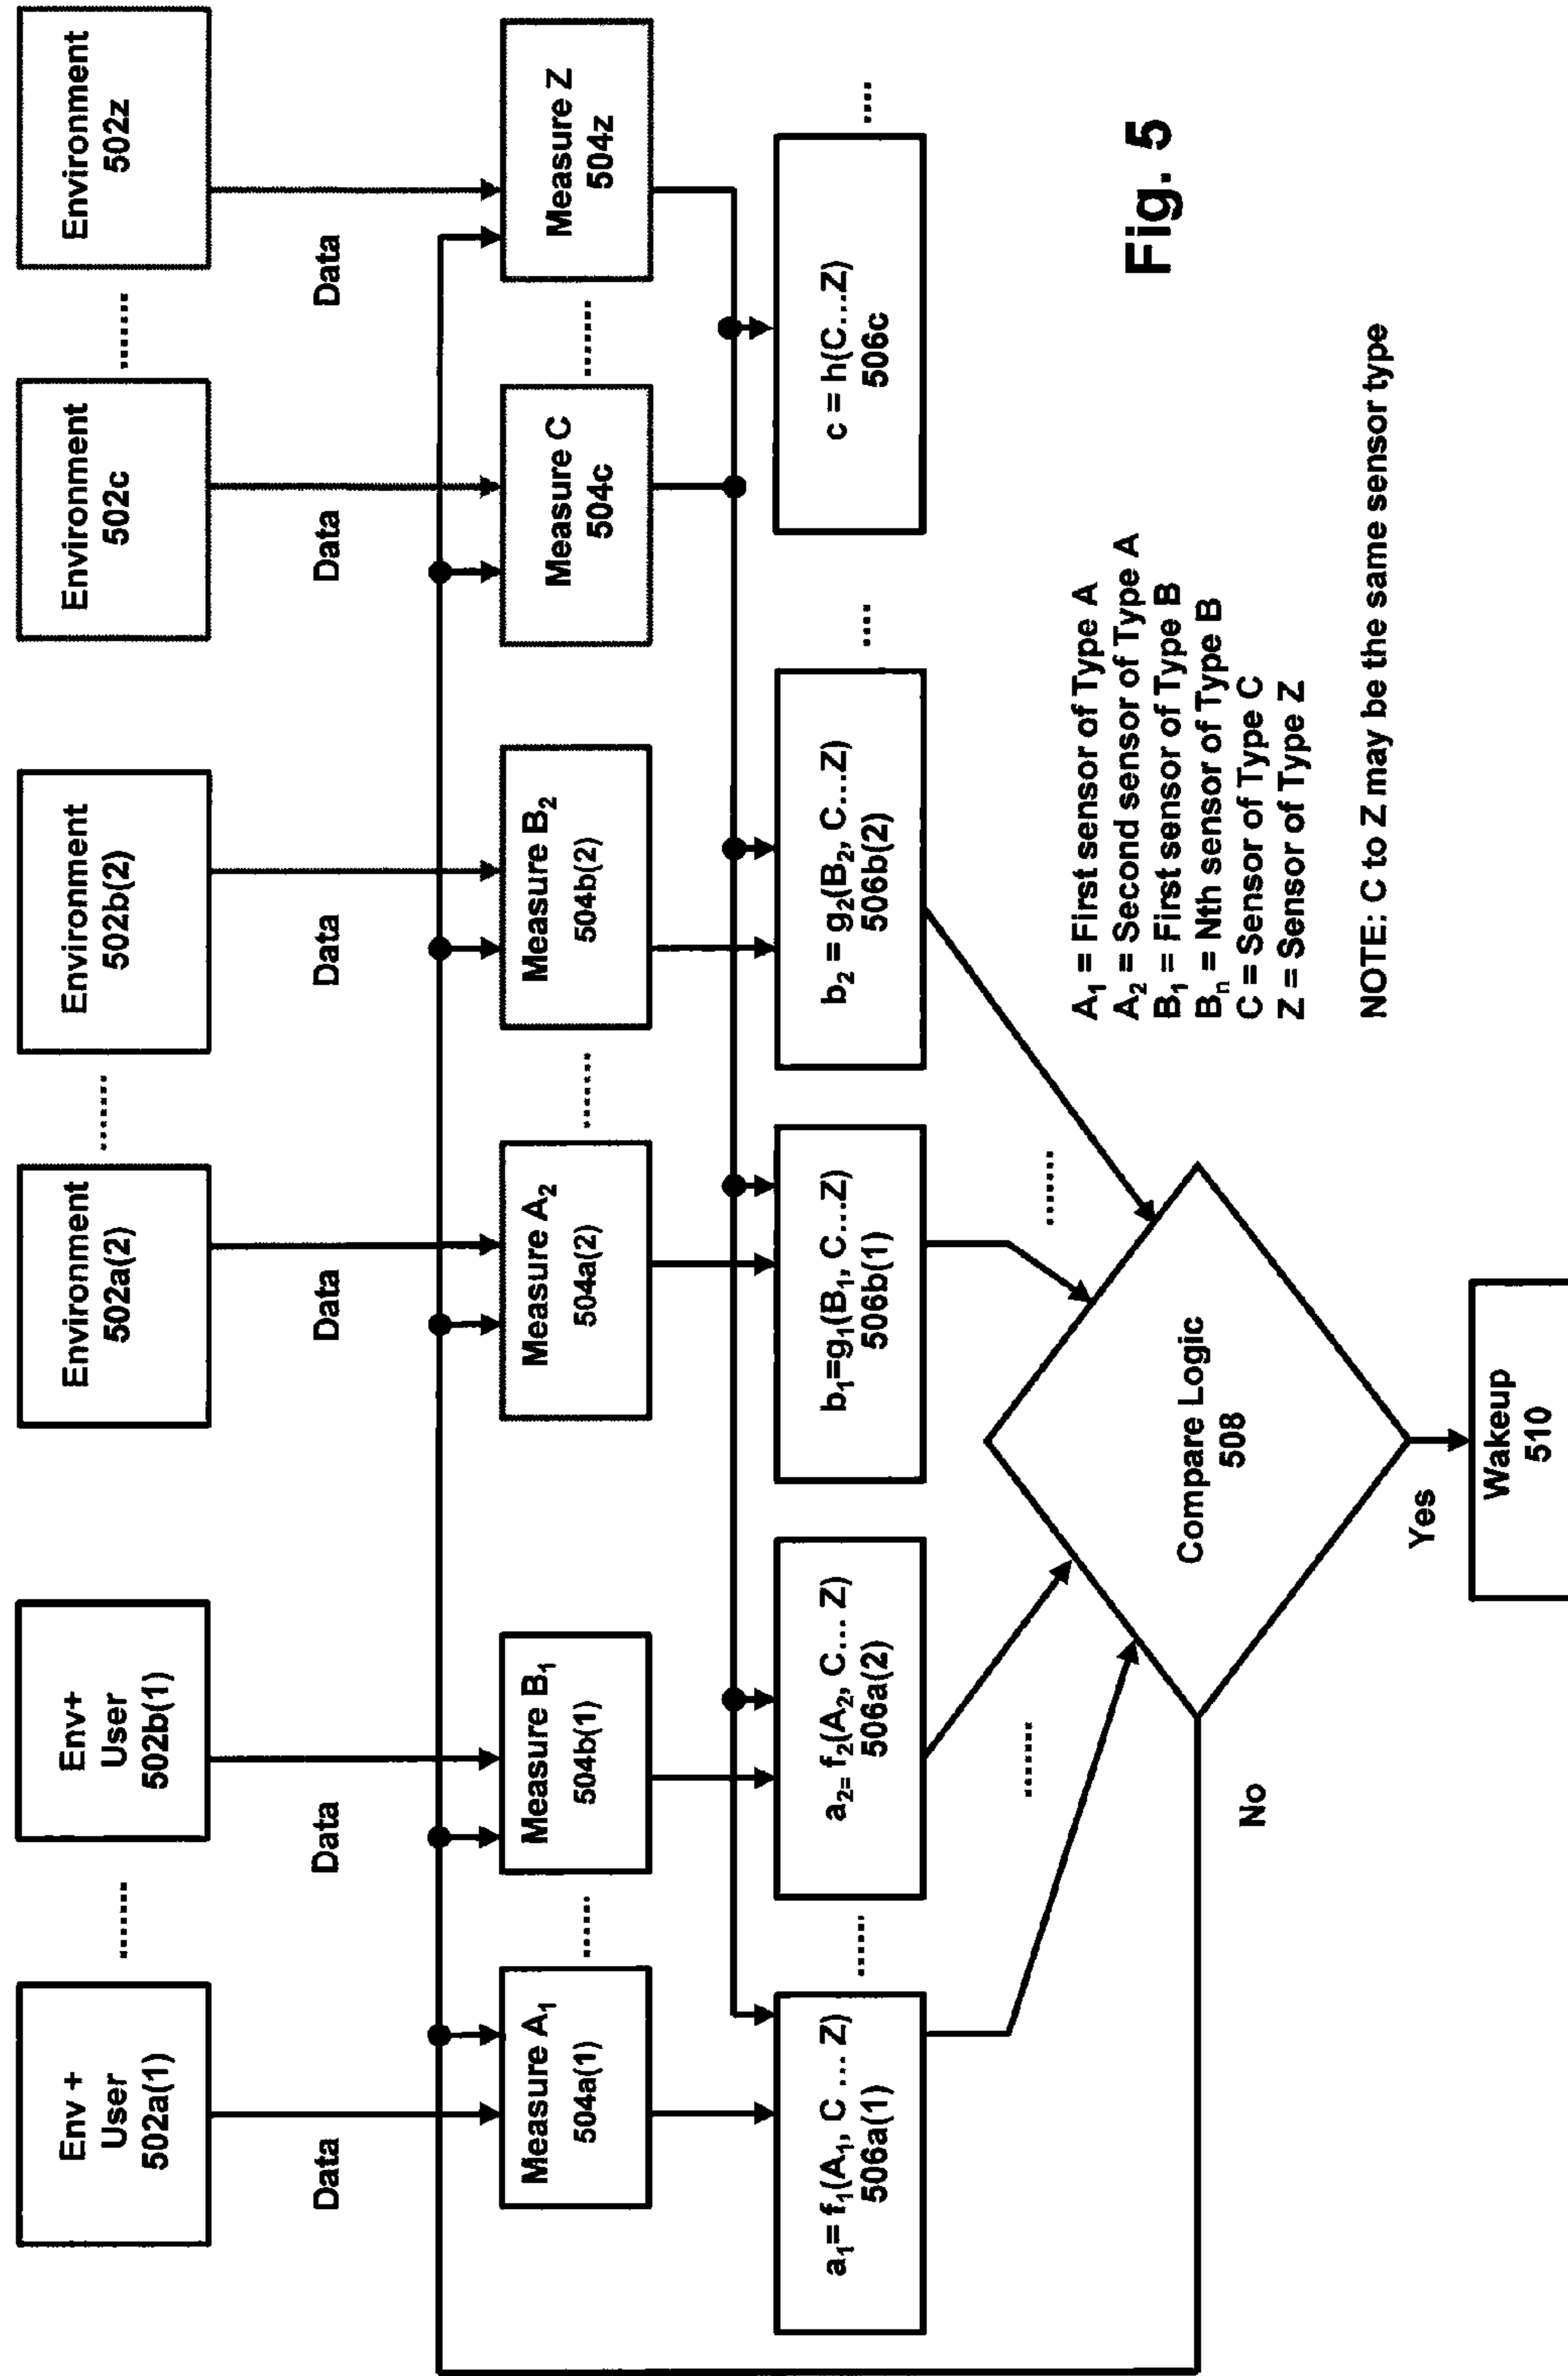 Env +
User
502a(1)
.......
Env+
User
502b(1)
Environment
502a(2)
.......
Environment
502b(2)
Environment
502c
.......
Environment
502z
Data
Data
Data
Data
Data
Data
Measure A₁
504a(1)
......
Measure B₁
504b(1)
Measure A₂
504a(2)
.......
Measure B₂
504b(2)
Measure C
504c
.......
Measure Z
504z
a₁= f₁(A₁, C ... Z)
506a(1)
......
a₂= f₂(A₂, C... Z)
506a(2)
b₁=g₁(B₁, C...Z)
506b(1)
b₂ = g₂(B₂, C...Z)
506b(2)
....
c = h(C...Z)
506c
....
.......
.......
Compare Logic
508
No
Yes
Wakeup
510
A₁ = First sensor of Type A
A₂ = Second sensor of Type A
B₁ = First sensor of Type B
Bₙ = Nth sensor of Type B
C = Sensor of Type C
Z = Sensor of Type Z
NOTE: C to Z may be the same sensor type
Fig. 5